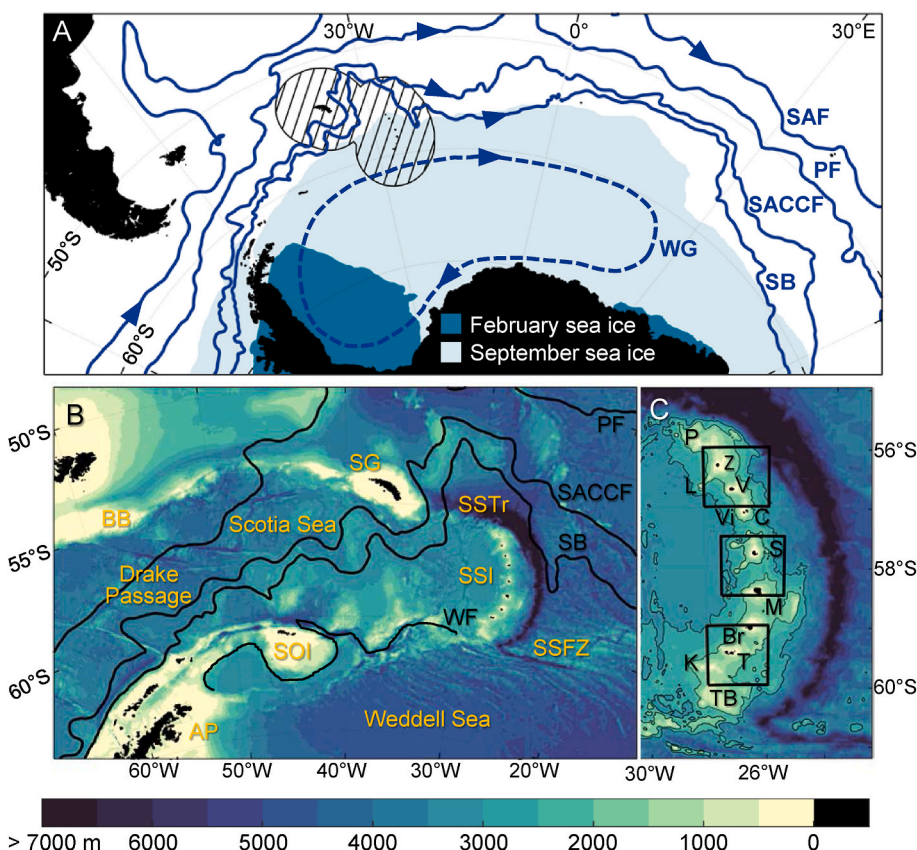 A
30°W
0°
30°E
SAF
PF
SACCF
WG
SB
50°S
60°S
February sea ice
September sea ice
B
50°S
PF
SG
SACCF
SSTr
BB
Scotia Sea
SB
55°S
Drake
Passage
SSI
WF
SOI
SSFZ
60°S
AP
Weddell Sea
60°W
50°W
40°W
30°W
20°W
C
P
56°S
Z
L
V
Vi
C
S
58°S
M
Br
K
T
TB
60°S
30°W
26°W
> 7000 m
6000
5000
4000
3000
2000
1000
0